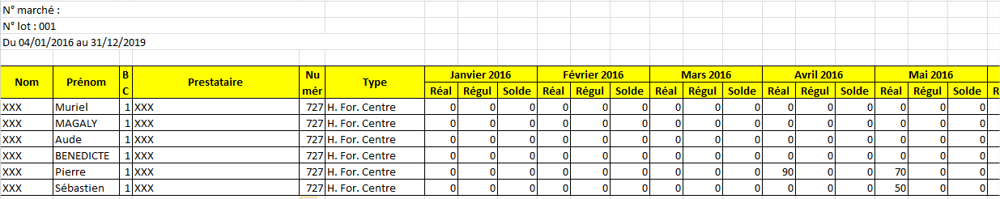 N° marché :
N° lot : 001
Du 04/01/2016 au 31/12/2019
Nom Prénom BC Prestataire Numér Type Janvier 2016 Février 2016 Mars 2016 Avril 2016 Mai 2016
Réal Régul Solde Réal Régul Solde Réal Régul Solde Réal Régul Solde Réal Régul Solde R
XXX Muriel 1 XXX 727 H. For. Centre 0 0 0 0 0 0 0 0 0 0 0 0 0 0 0
XXX MAGALY 1 XXX 727 H. For. Centre 0 0 0 0 0 0 0 0 0 0 0 0 0 0 0
XXX Aude 1 XXX 727 H. For. Centre 0 0 0 0 0 0 0 0 0 0 0 0 0 0 0
XXX BENEDICTE 1 XXX 727 H. For. Centre 0 0 0 0 0 0 0 0 0 0 0 0 0 0 0
XXX Pierre 1 XXX 727 H. For. Centre 0 0 0 0 0 0 0 0 0 90 0 0 70 0 0
XXX Sébastien 1 XXX 727 H. For. Centre 0 0 0 0 0 0 0 0 0 0 0 0 50 0 0